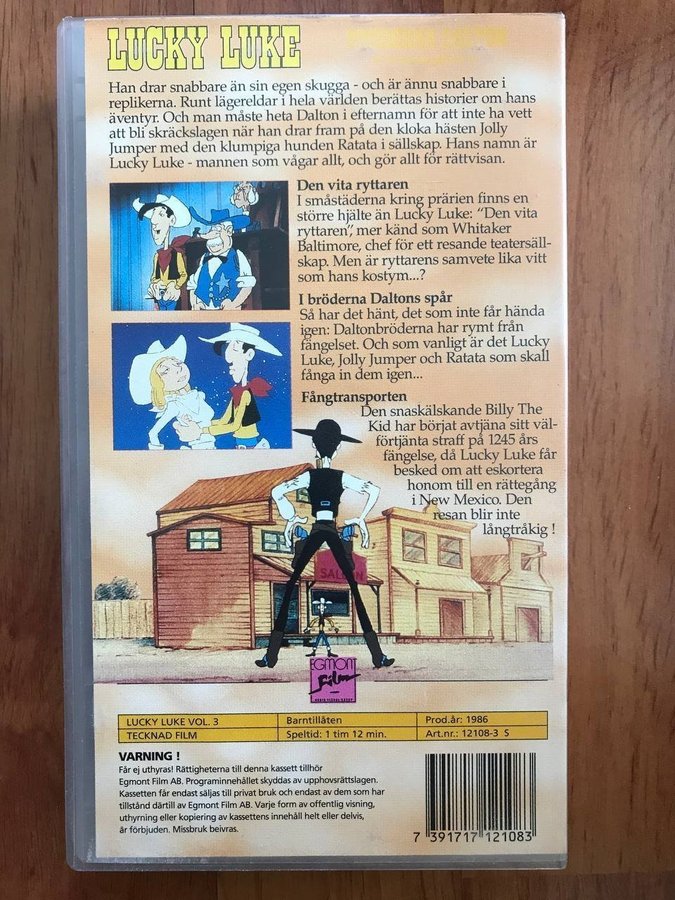 LUCKY LUKE
Han drar snabbare än sin egen skugga - och är ännu snabbare i
replikerna. Runt lägereldar i hela världen berättas historier om hans
äventyr. Och man måste heta Dalton i efternamn för att inte ha vett
att bli skräckslagen när han drar fram på den kloka hästen Jolly
Jumper med den klumpiga hunden Ratata i sällskap. Hans namn är
Lucky Luke - mannen som vågar allt, och gör allt för rättvisan.
Den vita ryttaren
I småstäderna kring prärien finns en
större hjälte än Lucky Luke: "Den vita
ryttaren", mer känd som Whitaker
Baltimore, chef för ett resande teatersäll-
skap. Men är ryttarens samvete lika vitt
som hans kostym...?
I bröderna Daltons spår
Så har det hänt, det som inte får hända
igen: Daltonbröderna har rymt från
fängelset. Och som vanligt är det Lucky
Luke, Jolly Jumper och Ratata som skall
fånga in dem igen...
Fångtransporten
Den snaskälskande Billy The
Kid har börjat avtjäna sitt väl-
förtjänta straff på 1245 års
fängelse, då Lucky Luke får
besked om att eskortera
honom till en rättegång
i New Mexico. Den
resan blir inte
långtråkig !
SALOON
EGMONT
Film
LUCKY LUKE VOL. 3 Barntillåten Prod.år: 1986
TECKNAD FILM Speltid: 1 tim 12 min. Art.nr.: 12108-3 S
VARNING !
Får ej uthyras! Rättigheterna till denna kassett tillhör
Egmont Film AB. Programinnehållet skyddas av upphovsrättslagen.
Kassetten får endast säljas till privat bruk och endast av dem som har
tillstånd därtill av Egmont Film AB. Varje form av offentlig visning,
uthyrning eller kopiering av kassettens innehåll helt eller delvis,
är förbjuden. Missbruk beivras.
7 391717 121083